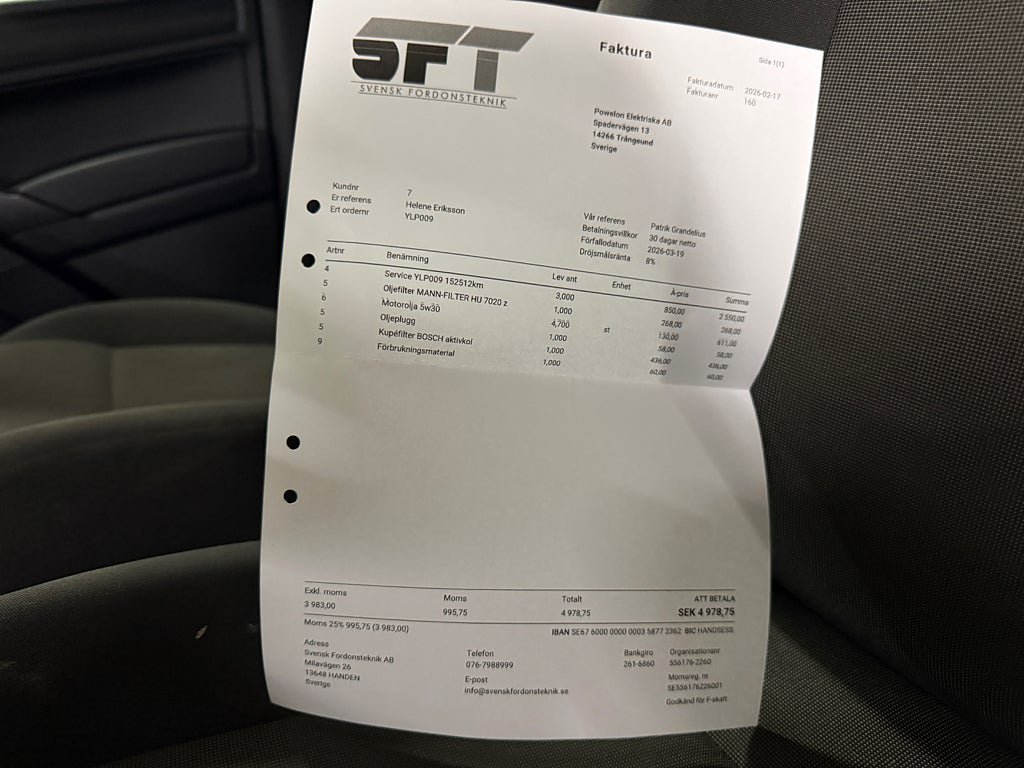 SFT
SVENSK FORDONSTEKNIK
Faktura
Sida 1(1)
Fakturadatum 2026-02-17
Fakturanr 160
Powelon Elektriska AB
Spadervägen 13
14266 Trångsund
Sverige
Kundnr 7
Er referens Helene Eriksson
Ert ordernr YLP009
Vår referens Patrik Grandelius
Betalningsvillkor 30 dagar netto
Förfallodatum 2026-03-19
Dröjsmålsränta 8%
Artnr Benämning Lev ant Enhet À-pris Summa
4 Service YLP009 152512km 3,000 850,00 2 550,00
5 Oljefilter MANN-FILTER HU 7020 z 1,000 268,00 268,00
6 Motorolja 5w30 4,700 st 130,00 611,00
5 Oljeplugg 1,000 58,00 58,00
5 Kupéfilter BOSCH aktivkol 1,000 436,00 436,00
9 Förbrukningsmaterial 1,000 60,00 60,00
Exkl. moms Moms Totalt ATT BETALA
3 983,00 995,75 4 978,75 SEK 4 978,75
Moms 25% 995,75 (3 983,00) IBAN SE67 6000 0000 0003 5877 2362 BIC HANDSESS
Adress Telefon Bankgiro Organisationsnr
Svensk Fordonsteknik AB 076-7988999 261-6860 556176-2260
Milavägen 26 E-post Momsreg. nr
13648 HANDEN info@svenskfordonsteknik.se SE556176226001
Sverige Godkänd för F-skatt